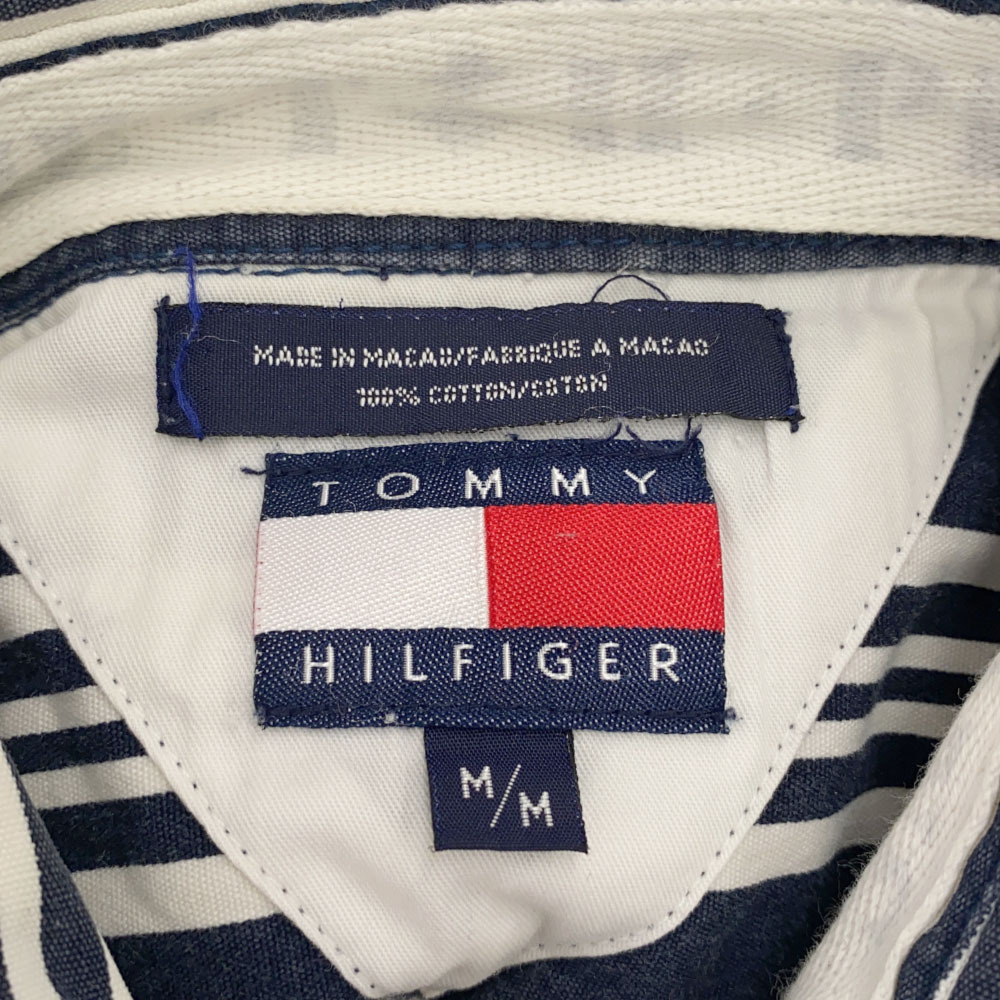 MADE IN MACAU/FABRIQUE A MACAO
100% COTTON/COTON
TOMMY
HILFIGER
M/M